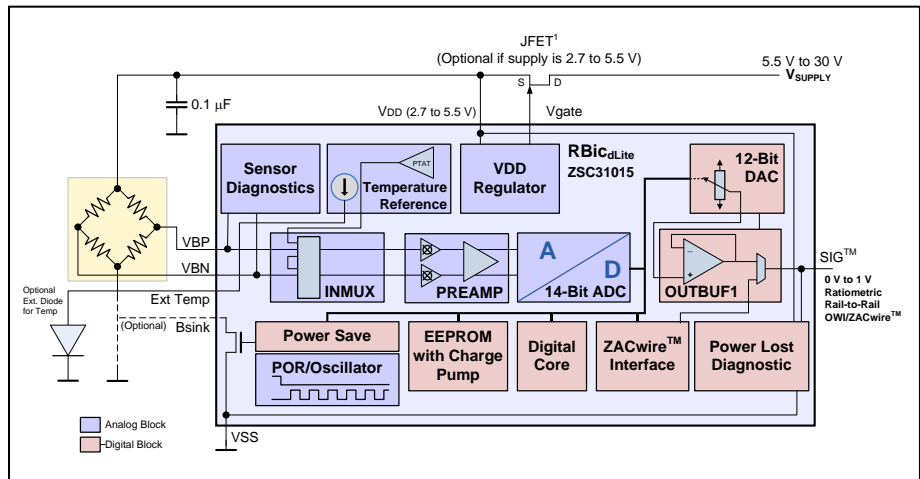 JFET1
(Optional if supply is 2.7 to 5.5 V)
5.5 V to 30 V
VSUPPLY
S
D
0.1 μF
VDD (2.7 to 5.5 V)
Vgate
RBicdLite
ZSC31015
Sensor
Diagnostics
PTAT
Temperature
Reference
VDD
Regulator
12-Bit
DAC
VBP
VBN
INMUX
PREAMP
A
D
14-Bit ADC
OUTBUF1
SIG™
0 V to 1 V
Ratiometric
Rail-to-Rail
OWI/ZACwire™
Optional
Ext. Diode
for Temp
Ext Temp
(Optional)
Bsink
Power Save
POR/Oscillator
EEPROM
with Charge
Pump
Digital
Core
ZACwire™
Interface
Power Lost
Diagnostic
Analog Block
Digital Block
VSS